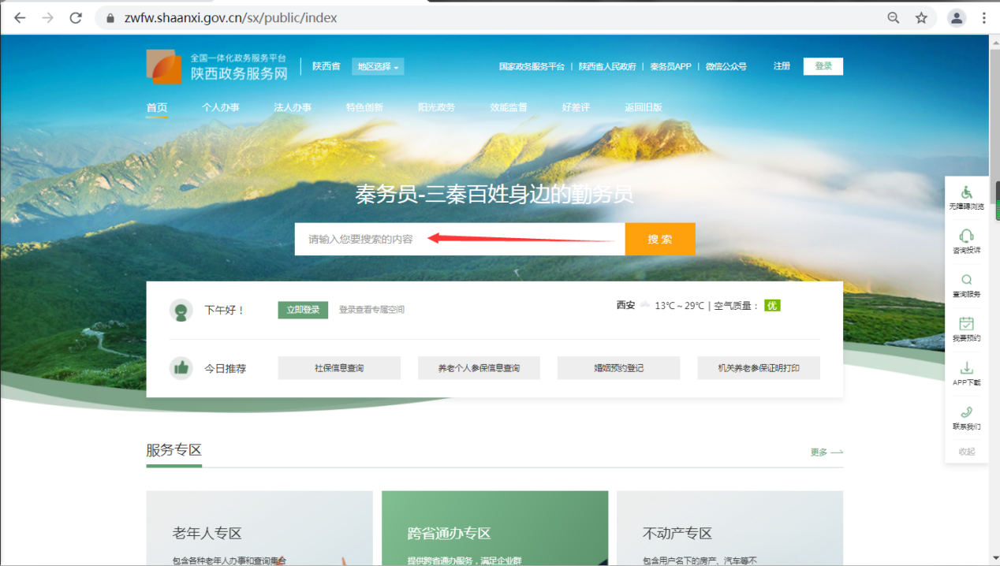 zwfw.shaanxi.gov.cn/sx/public/index
全国一体化政务服务平台
陕西政务服务网
陕西省 地区选择
国家政务服务平台 | 陕西省人民政府 | 秦务员APP | 微信公众号 注册 登录
首页 个人办事 法人办事 特色创新 阳光政务 效能监督 好差评 返回旧版
秦务员-三秦百姓身边的勤务员
请输入您要搜索的内容 搜 索
无障碍浏览
咨询投诉
查询服务
我要预约
APP下载
联系我们
收起
下午好！ 立即登录 登录查看专属空间 西安 13℃～29℃ | 空气质量： 优
今日推荐 社保信息查询 养老个人参保信息查询 婚姻预约登记 机关养老参保证明打印
服务专区 更多
老年人专区 跨省通办专区 不动产专区
包含各种老年人办事和查询集合 提供跨省通办服务，满足企业群 包含用户名下的房产、汽车等不